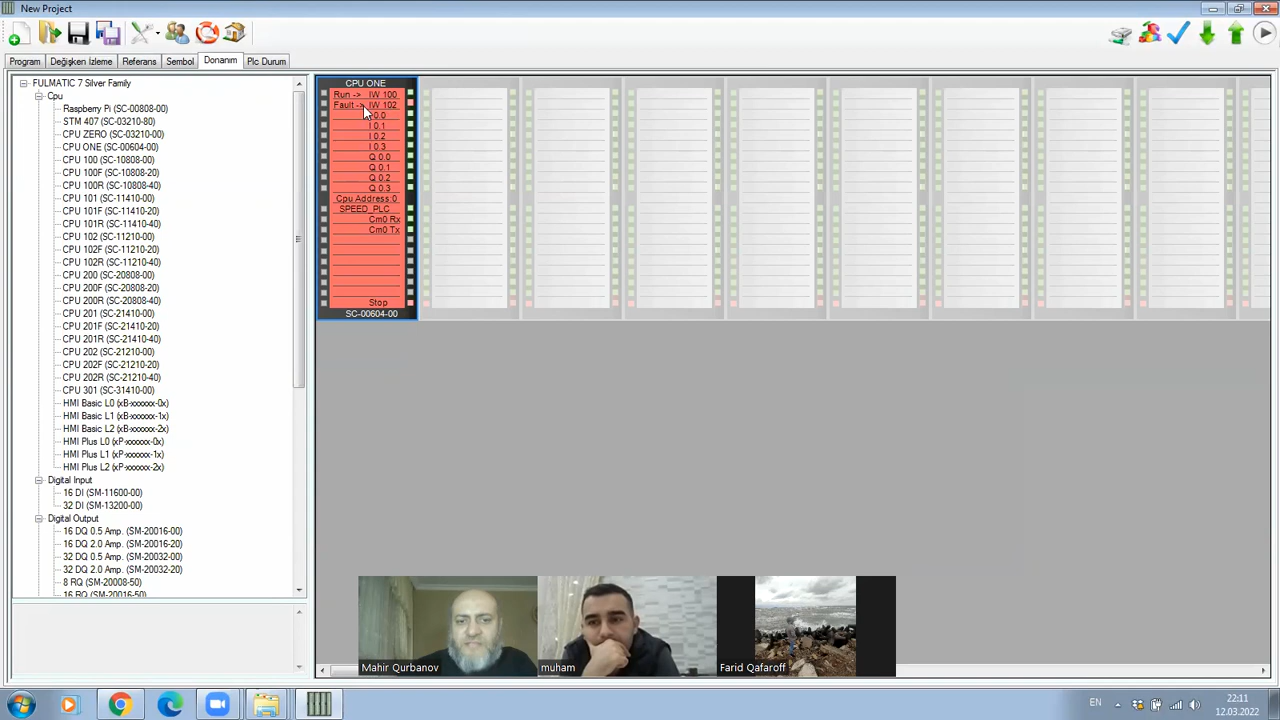 New Project
Program
Değişken İzleme
Referans
Sembol
Donanım
Plc Durum
FULMATIC 7 Silver Family
Cpu
Raspberry Pi (SC-00808-00)
STM 407 (SC-03210-80)
CPU ZERO (SC-03210-00)
CPU ONE (SC-00604-00)
CPU 100 (SC-10808-00)
CPU 100F (SC-10808-20)
CPU 100R (SC-10808-40)
CPU 101 (SC-11410-00)
CPU 101F (SC-11410-20)
CPU 101R (SC-11410-40)
CPU 102 (SC-11210-00)
CPU 102F (SC-11210-20)
CPU 102R (SC-11210-40)
CPU 200 (SC-20808-00)
CPU 200F (SC-20808-20)
CPU 200R (SC-20808-40)
CPU 201 (SC-21410-00)
CPU 201F (SC-21410-20)
CPU 201R (SC-21410-40)
CPU 202 (SC-21210-00)
CPU 202F (SC-21210-20)
CPU 202R (SC-21210-40)
CPU 301 (SC-31410-00)
HMI Basic L0 (xB-xxxxxx-0x)
HMI Basic L1 (xB-xxxxxx-1x)
HMI Basic L2 (xB-xxxxxx-2x)
HMI Plus L0 (xP-xxxxxx-0x)
HMI Plus L1 (xP-xxxxxx-1x)
HMI Plus L2 (xP-xxxxxx-2x)
Digital Input
16 DI (SM-11600-00)
32 DI (SM-13200-00)
Digital Output
16 DQ 0.5 Amp. (SM-20016-00)
16 DQ 2.0 Amp. (SM-20016-20)
32 DQ 0.5 Amp. (SM-20032-00)
32 DQ 2.0 Amp. (SM-20032-20)
8 RQ (SM-20008-50)
16 RQ (SM-20016-50)
CPU ONE
Run -> IW 100
Fault -> IW 102
0.0
I 0.1
I 0.2
I 0.3
Q 0.0
Q 0.1
Q 0.2
Q 0.3
Cpu Address:0
SPEED_PLC
Cm0 Rx
Cm0 Tx
Stop
SC-00604-00
Mahir Qurbanov
muham
Farid Qafaroff
EN
22:11
12.03.2022